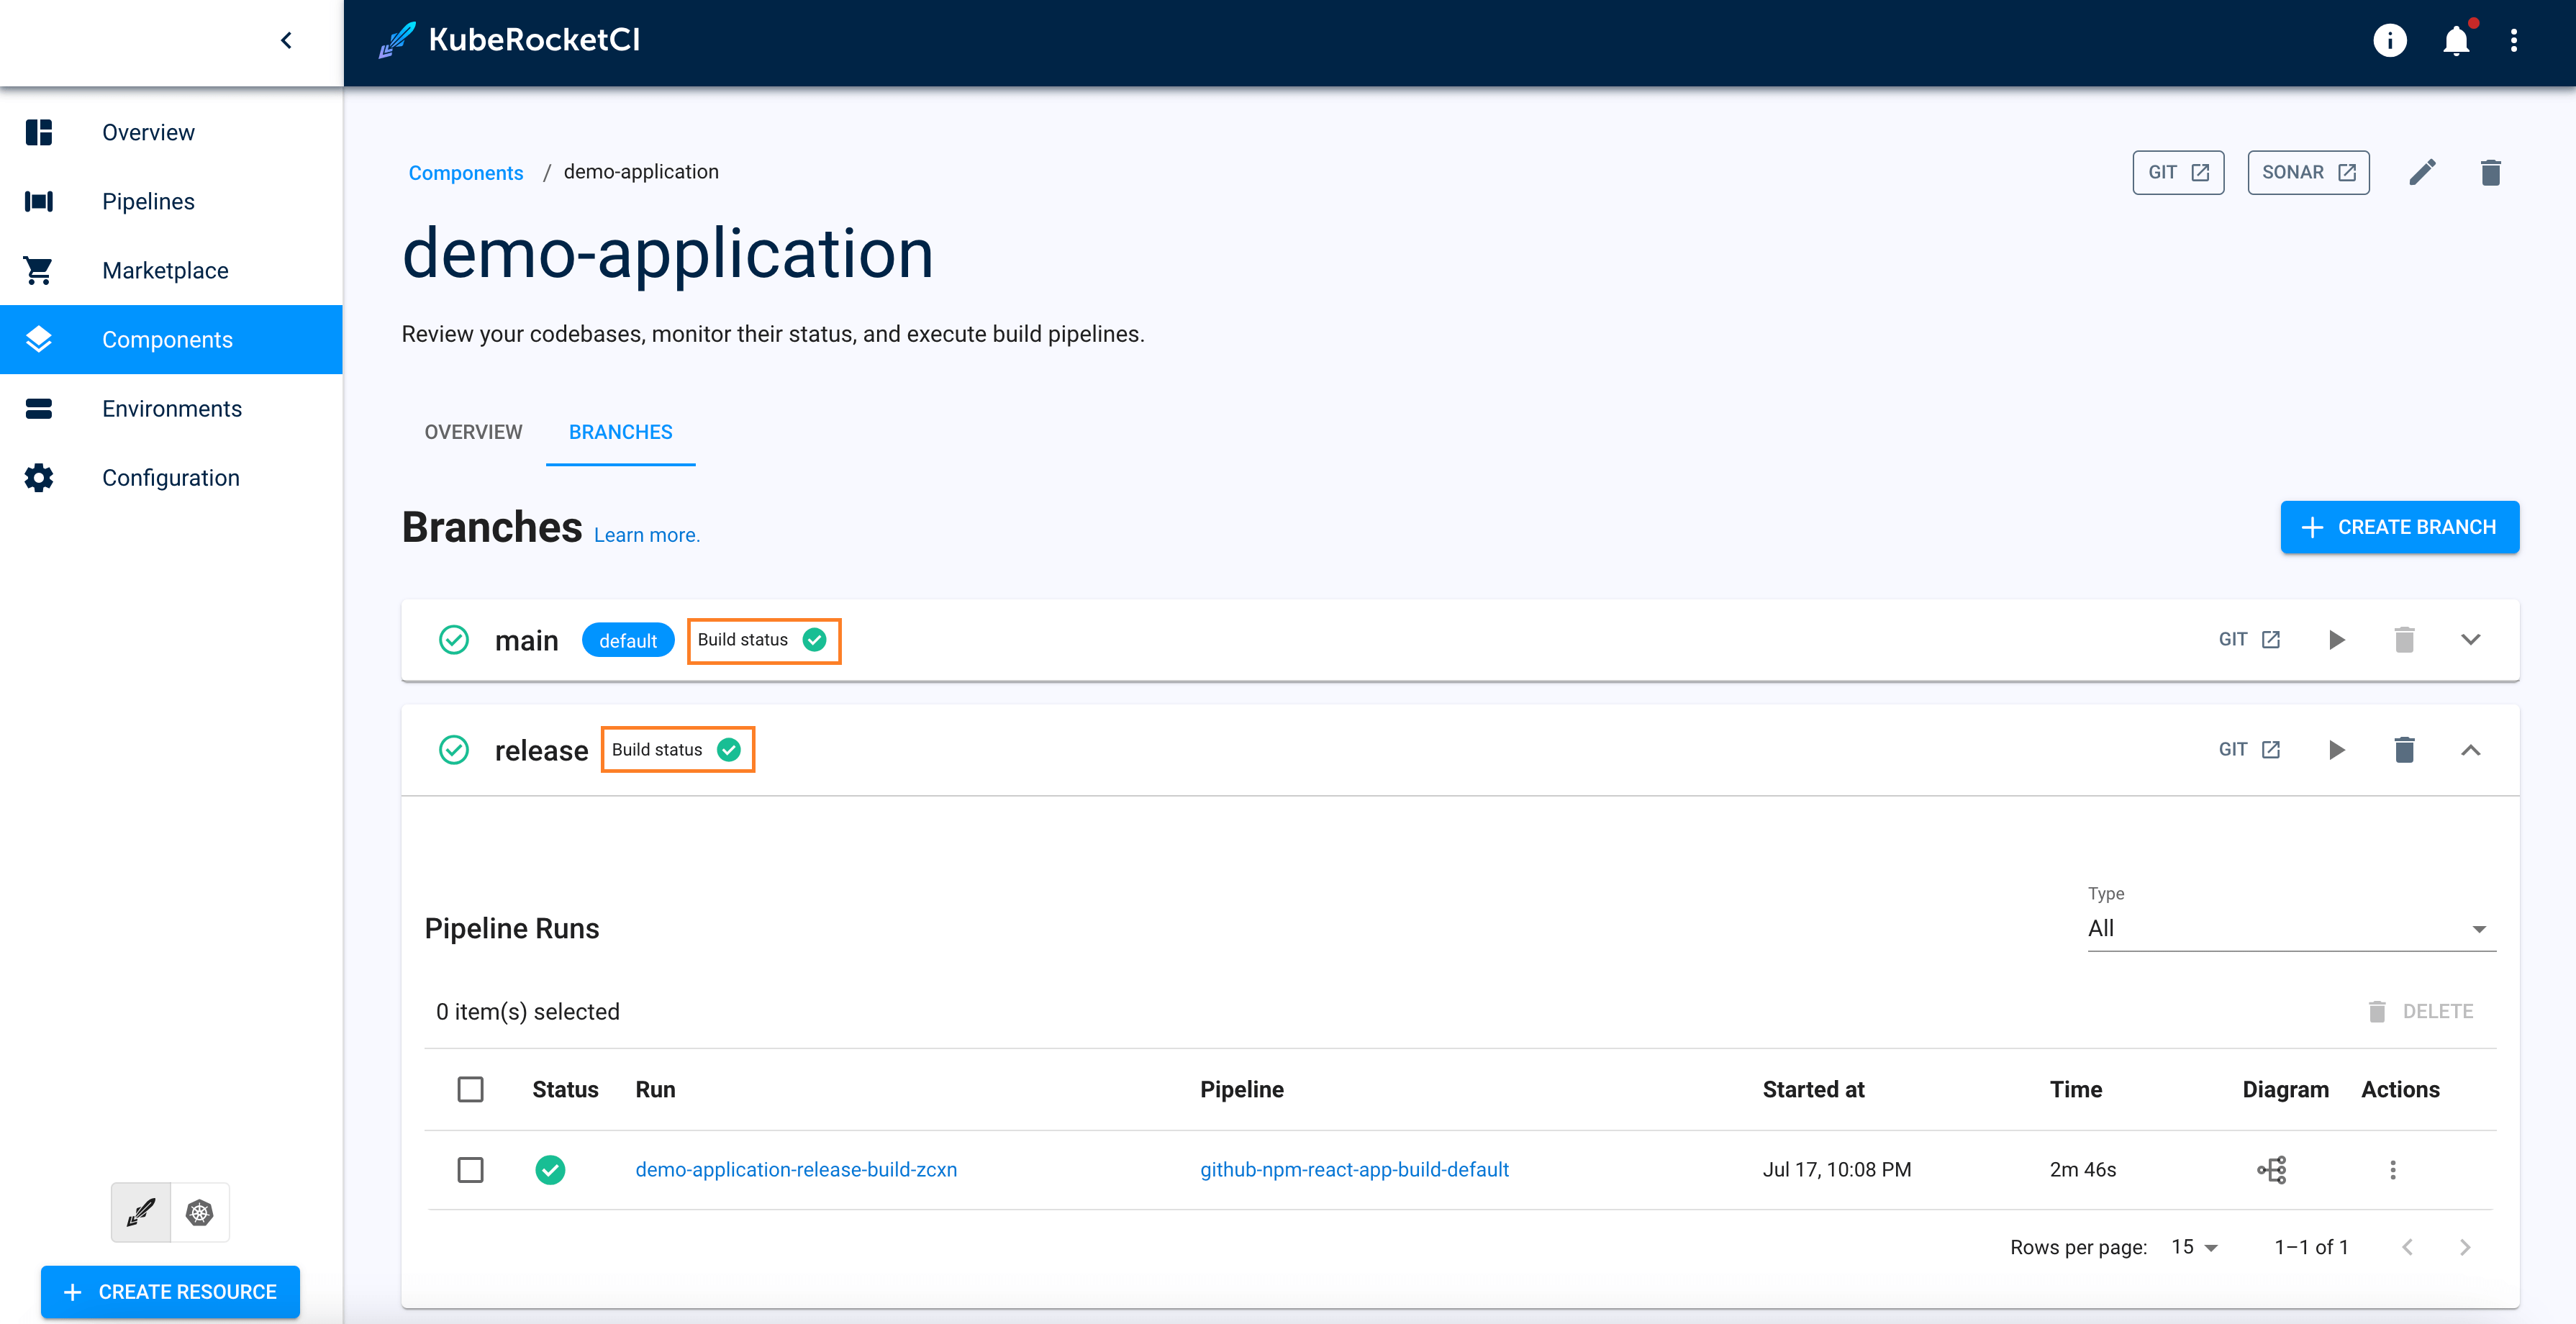 KubeRocketCI
Overview
Pipelines
Marketplace
Components
Environments
Configuration
CREATE RESOURCE
Components / demo-application
GIT
SONAR
demo-application
Review your codebases, monitor their status, and execute build pipelines.
OVERVIEW BRANCHES
Branches Learn more.
CREATE BRANCH
main default Build status GIT
release Build status GIT
Type
Pipeline Runs All
0 item(s) selected DELETE
Status Run Pipeline Started at Time Diagram Actions
demo-application-release-build-zcxn github-npm-react-app-build-default Jul 17, 10:08 PM 2m 46s
Rows per page: 15 1–1 of 1